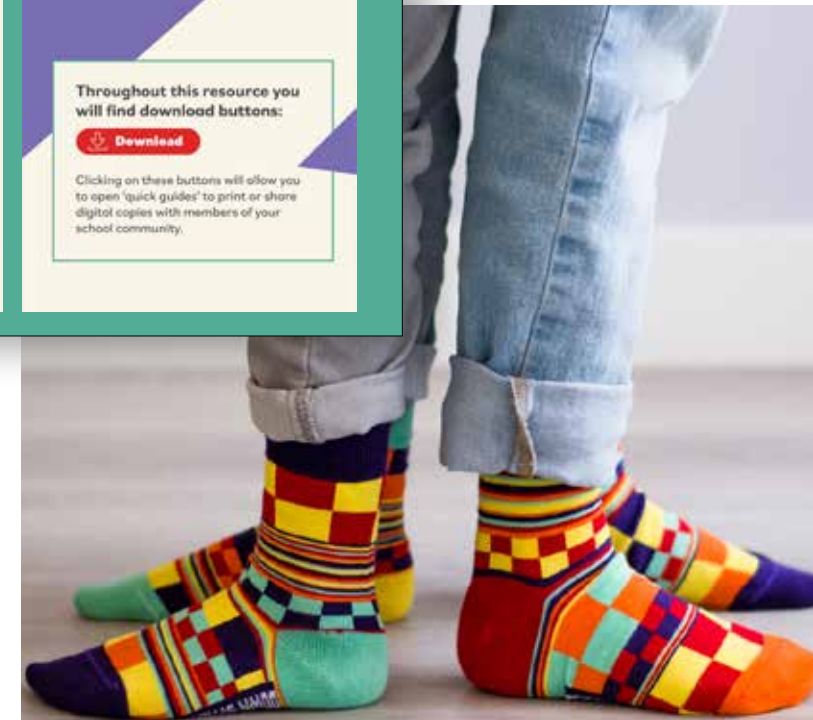 Throughout this resource you
will find download buttons:
Download
Clicking on these buttons will allow you
to open 'quick guides' to print or share
digital copies with members of your
school community.